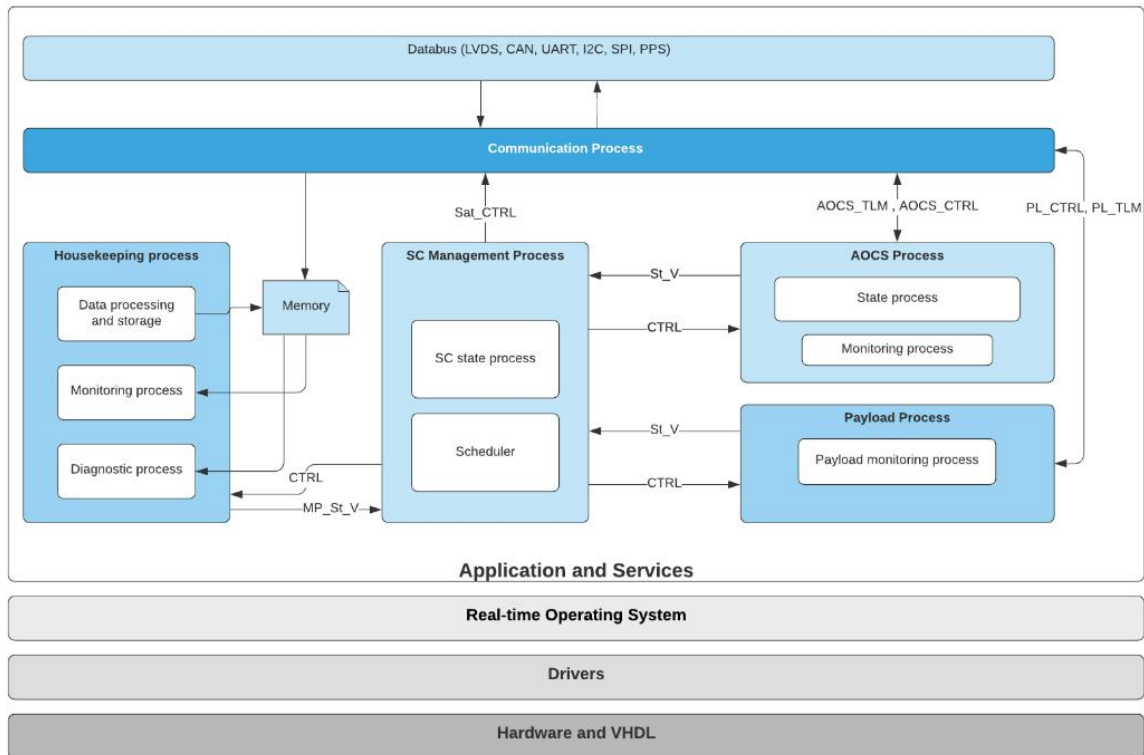 Databus (LVDS, CAN, UART, I2C, SPI, PPS)
Communication Process
Sat_CTRL
AOCS_TLM , AOCS_CTRL
PL_CTRL, PL_TLM
Housekeeping process
Data processing
and storage
Monitoring process
Diagnostic process
Memory
SC Management Process
SC state process
Scheduler
St_V
CTRL
St_V
CTRL
CTRL
MP_St_V
AOCS Process
State process
Monitoring process
Payload Process
Payload monitoring process
Application and Services
Real-time Operating System
Drivers
Hardware and VHDL